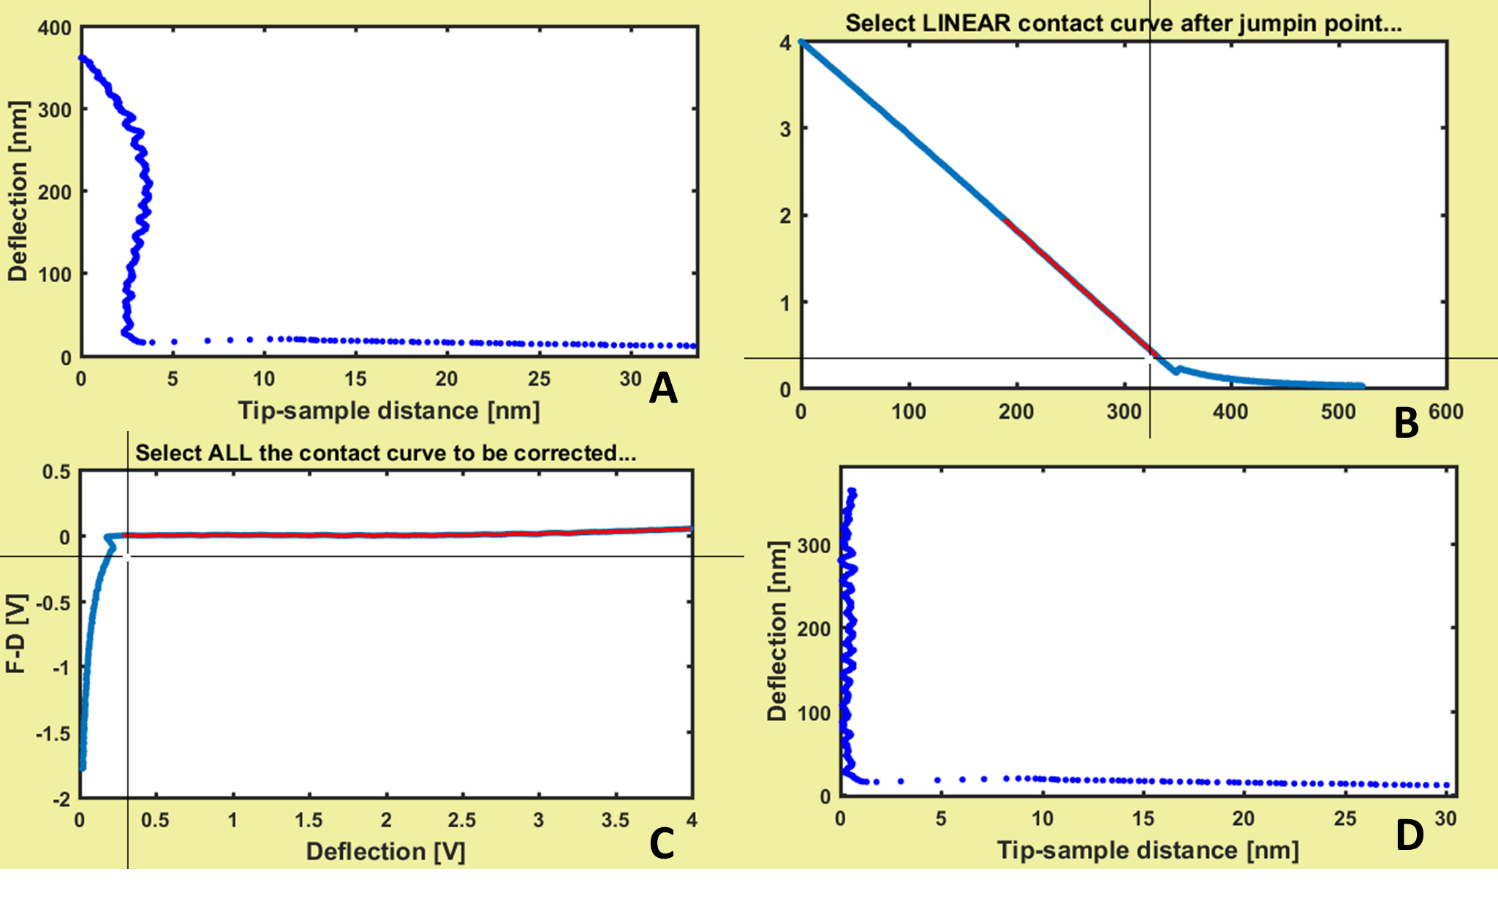 400
300
200
100
0
Deflection [nm]
0 5 10 15 20 25 30
Tip-sample distance [nm]
A
Select LINEAR contact curve after jumpin point...
4
3
2
1
0
0 100 200 300 400 500 600
B
Select ALL the contact curve to be corrected...
0.5
0
-0.5
-1
-1.5
-2
F-D [V]
0 0.5 1 1.5 2 2.5 3 3.5 4
Deflection [V]
C
300
200
100
0
Deflection [nm]
0 5 10 15 20 25 30
Tip-sample distance [nm]
D